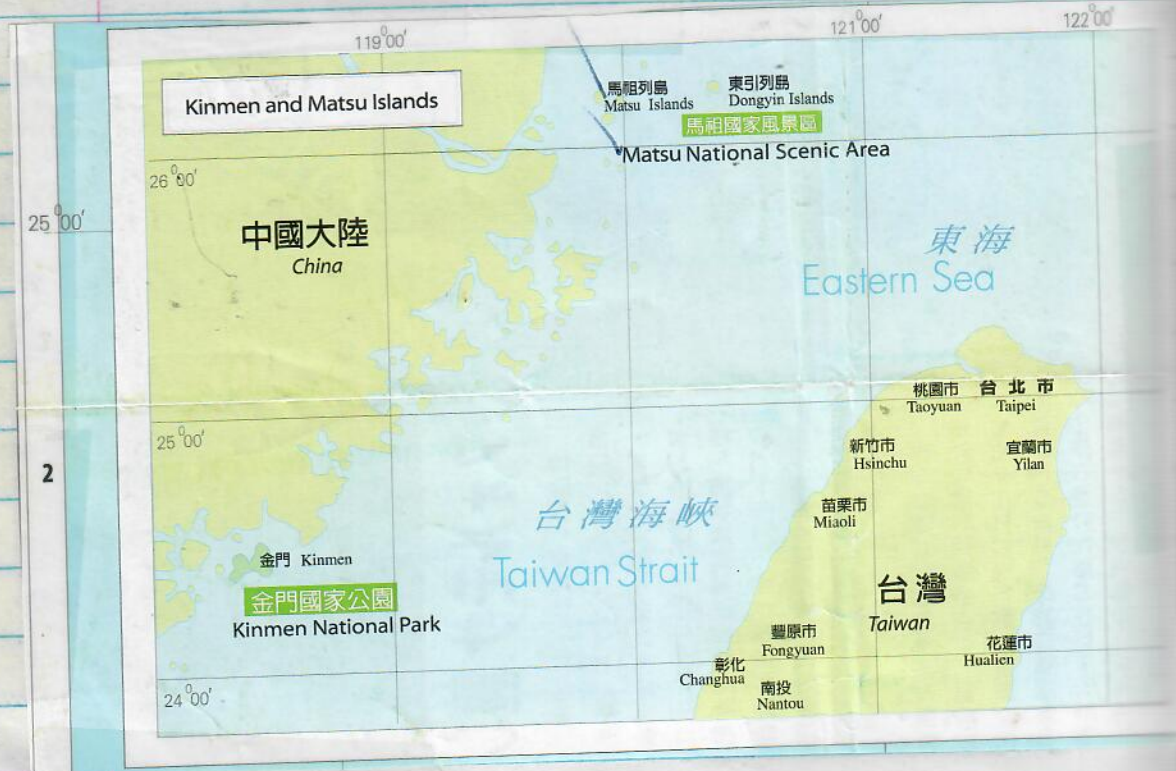 119°00′
121°00′
122°00′
Kinmen and Matsu Islands
馬祖列島
Matsu Islands
東引列島
Dongyin Islands
馬祖國家風景區
Matsu National Scenic Area
26°00′
25°00′
中國大陸
China
東海
Eastern Sea
桃園市
Taoyuan
台北市
Taipei
25°00′
新竹市
Hsinchu
宜蘭市
Yilan
2
苗栗市
Miaoli
台灣海峽
Taiwan Strait
金門 Kinmen
金門國家公園
Kinmen National Park
台灣
Taiwan
豐原市
Fongyuan
花蓮市
Hualien
彰化
Changhua
南投
Nantou
24°00′